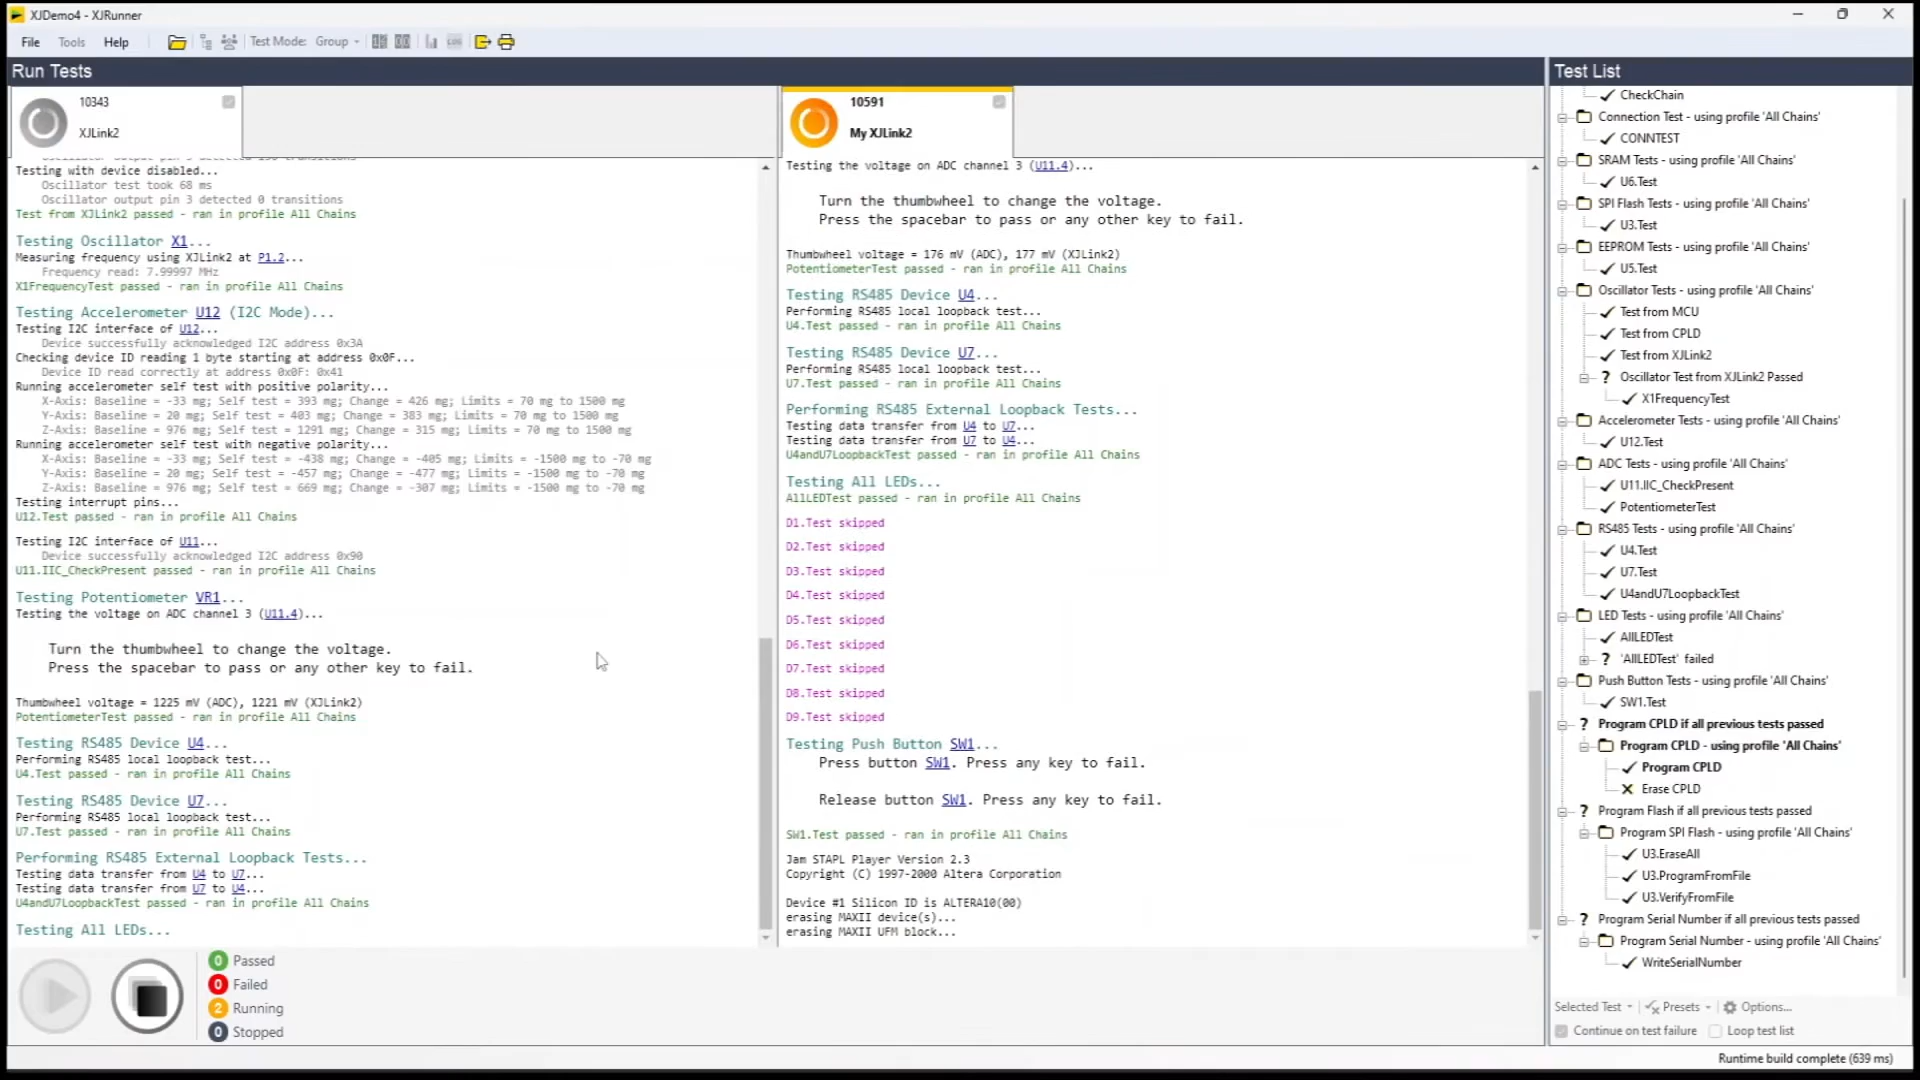 XJDemo4 - XJRunner
File Tools Help Test Mode: Group
Run Tests
10343
XJLink2
Testing with device disabled...
Oscillator test took 68 ms
Oscillator output pin 3 detected 0 transitions
Test from XJLink2 passed - ran in profile All Chains
Testing Oscillator X1...
Measuring frequency using XJLink2 at P1.2...
Frequency read: 7.99997 MHz
X1FrequencyTest passed - ran in profile All Chains
Testing Accelerometer U12 (I2C Mode)...
Testing I2C interface of U12...
Device successfully acknowledged I2C address 0x3A
Checking device ID reading 1 byte starting at address 0x0F...
Device ID read correctly at address 0x0F: 0x41
Running accelerometer self test with positive polarity...
X-Axis: Baseline = -33 mg; Self test = 393 mg; Change = 426 mg; Limits = 70 mg to 1500 mg
Y-Axis: Baseline = 20 mg; Self test = 403 mg; Change = 383 mg; Limits = 70 mg to 1500 mg
Z-Axis: Baseline = 976 mg; Self test = 1291 mg; Change = 315 mg; Limits = 70 mg to 1500 mg
Running accelerometer self test with negative polarity...
X-Axis: Baseline = -33 mg; Self test = -438 mg; Change = -405 mg; Limits = -1500 mg to -70 mg
Y-Axis: Baseline = 20 mg; Self test = -457 mg; Change = -477 mg; Limits = -1500 mg to -70 mg
Z-Axis: Baseline = 976 mg; Self test = 669 mg; Change = -307 mg; Limits = -1500 mg to -70 mg
Testing interrupt pins...
U12.Test passed - ran in profile All Chains
Testing I2C interface of U11...
Device successfully acknowledged I2C address 0x90
U11.IIC_CheckPresent passed - ran in profile All Chains
Testing Potentiometer VR1...
Testing the voltage on ADC channel 3 (U11.4)...
Turn the thumbwheel to change the voltage.
Press the spacebar to pass or any other key to fail.
Thumbwheel voltage = 1225 mV (ADC), 1221 mV (XJLink2)
PotentiometerTest passed - ran in profile All Chains
Testing RS485 Device U4...
Performing RS485 local loopback test...
U4.Test passed - ran in profile All Chains
Testing RS485 Device U7...
Performing RS485 local loopback test...
U7.Test passed - ran in profile All Chains
Performing RS485 External Loopback Tests...
Testing data transfer from U4 to U7...
Testing data transfer from U7 to U4...
U4andU7LoopbackTest passed - ran in profile All Chains
Testing All LEDs...
10591
My XJLink2
Testing the voltage on ADC channel 3 (U11.4)...
Turn the thumbwheel to change the voltage.
Press the spacebar to pass or any other key to fail.
Thumbwheel voltage = 176 mV (ADC), 177 mV (XJLink2)
PotentiometerTest passed - ran in profile All Chains
Testing RS485 Device U4...
Performing RS485 local loopback test...
U4.Test passed - ran in profile All Chains
Testing RS485 Device U7...
Performing RS485 local loopback test...
U7.Test passed - ran in profile All Chains
Performing RS485 External Loopback Tests...
Testing data transfer from U4 to U7...
Testing data transfer from U7 to U4...
U4andU7LoopbackTest passed - ran in profile All Chains
Testing All LEDs...
AllLEDTest passed - ran in profile All Chains
D1.Test skipped
D2.Test skipped
D3.Test skipped
D4.Test skipped
D5.Test skipped
D6.Test skipped
D7.Test skipped
D8.Test skipped
D9.Test skipped
Testing Push Button SW1...
Press button SW1. Press any key to fail.
Release button SW1. Press any key to fail.
SW1.Test passed - ran in profile All Chains
Jam STAPL Player Version 2.3
Copyright (C) 1997-2000 Altera Corporation
Device #1 Silicon ID is ALTERA10(00)
erasing MAXII device(s)...
erasing MAXII UFM block...
Test List
CheckChain
Connection Test - using profile 'All Chains'
CONNTEST
SRAM Tests - using profile 'All Chains'
U6.Test
SPI Flash Tests - using profile 'All Chains'
U3.Test
EEPROM Tests - using profile 'All Chains'
U5.Test
Oscillator Tests - using profile 'All Chains'
Test from MCU
Test from CPLD
Test from XJLink2
? Oscillator Test from XJLink2 Passed
X1FrequencyTest
Accelerometer Tests - using profile 'All Chains'
U12.Test
ADC Tests - using profile 'All Chains'
U11.IIC_CheckPresent
PotentiometerTest
RS485 Tests - using profile 'All Chains'
U4.Test
U7.Test
U4andU7LoopbackTest
LED Tests - using profile 'All Chains'
AllLEDTest
? 'AllLEDTest' failed
Push Button Tests - using profile 'All Chains'
SW1.Test
? Program CPLD if all previous tests passed
Program CPLD - using profile 'All Chains'
Program CPLD
Erase CPLD
? Program Flash if all previous tests passed
Program SPI Flash - using profile 'All Chains'
U3.EraseAll
U3.ProgramFromFile
U3.VerifyFromFile
? Program Serial Number if all previous tests passed
Program Serial Number - using profile 'All Chains'
WriteSerialNumber
0 Passed
0 Failed
2 Running
0 Stopped
Selected Test Presets Options...
Continue on test failure Loop test list
Runtime build complete (639 ms)